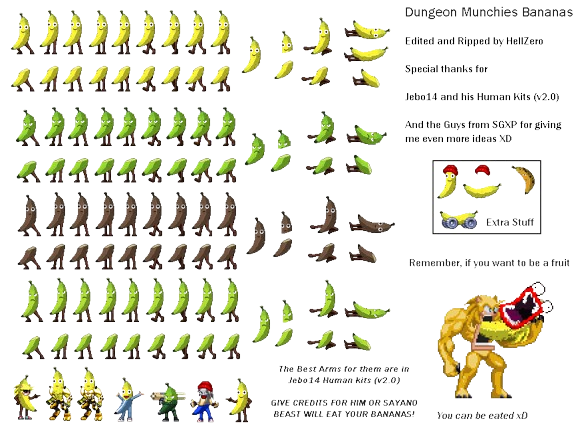 Dungeon Munchies Bananas
Edited and Ripped by HellZero
Special thanks for
Jebo14 and his Human Kits (v2.0)
And the Guys from SGXP for giving
me even more ideas XD
Extra Stuff
Remember, if you want to be a fruit
The Best Arms for them are in
Jebo14 Human kits (v2.0)
GIVE CREDITS FOR HIM OR SAYANO
BEAST WILL EAT YOUR BANANAS!
You can be eated xD